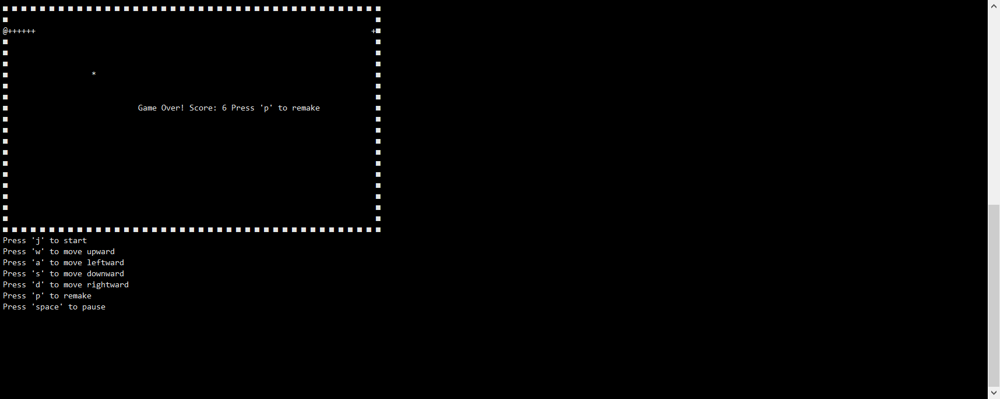 @++++++ +
*
Game Over! Score: 6 Press 'p' to remake
Press 'j' to start
Press 'w' to move upward
Press 'a' to move leftward
Press 's' to move downward
Press 'd' to move rightward
Press 'p' to remake
Press 'space' to pause